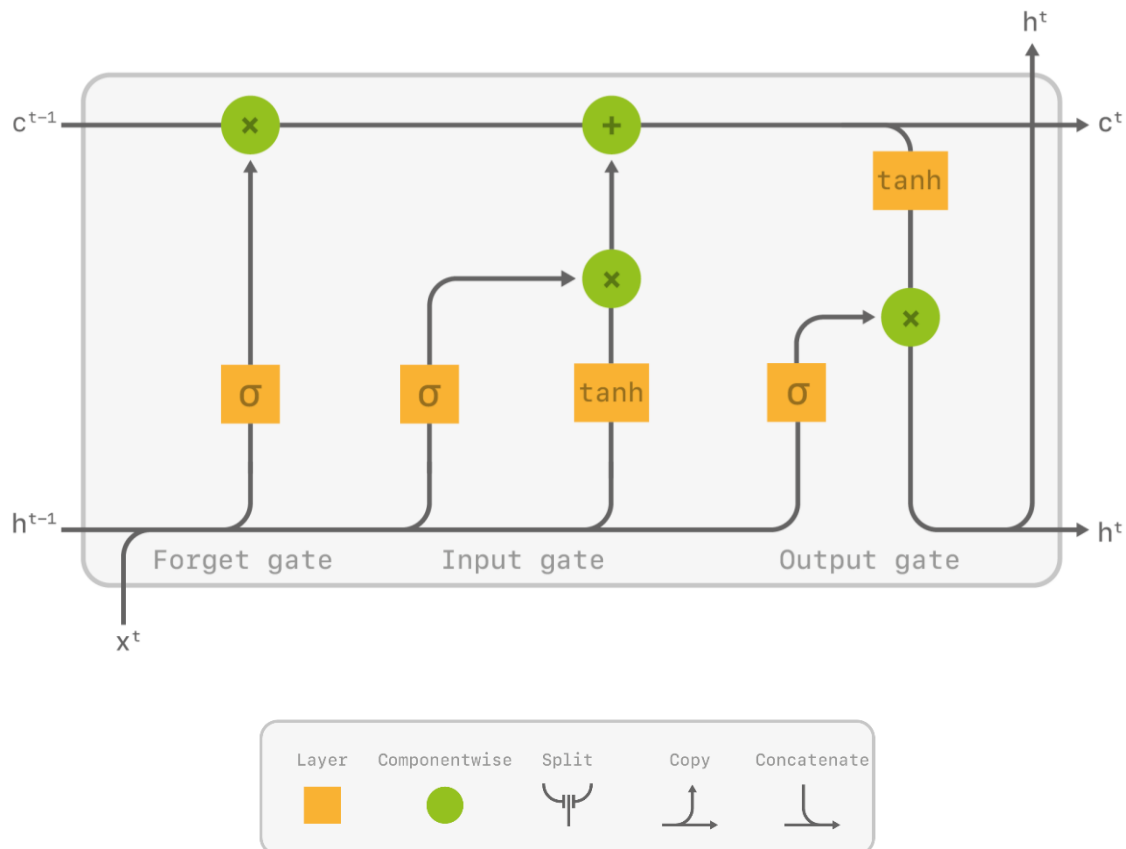 hᵗ
cᵗ⁻¹ × + cᵗ
tanh
×
×
σ σ tanh σ
hᵗ⁻¹ hᵗ
Forget gate Input gate Output gate
xᵗ
Layer Componentwise Split Copy Concatenate